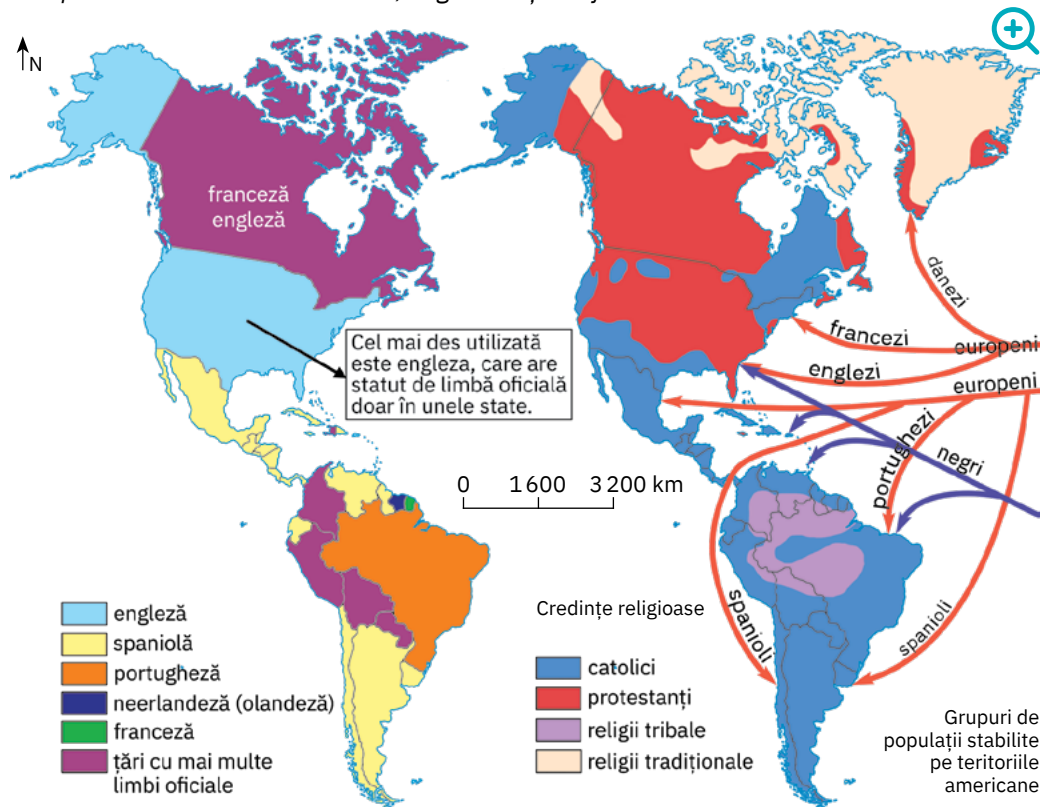 N
franceză
engleză
Cel mai des utilizată
este engleza, care are
statut de limbă oficială
doar în unele state.
danezi
francezi
europeni
englezi
europeni
portughezi
negri
spanioli
spanioli
0 1 600 3 200 km
engleză
spaniolă
portugheză
neerlandeză (olandeză)
franceză
țări cu mai multe
limbi oficiale
Credințe religioase
catolici
protestanți
religii tribale
religii tradiționale
Grupuri de
populații stabilite
pe teritoriile
americane